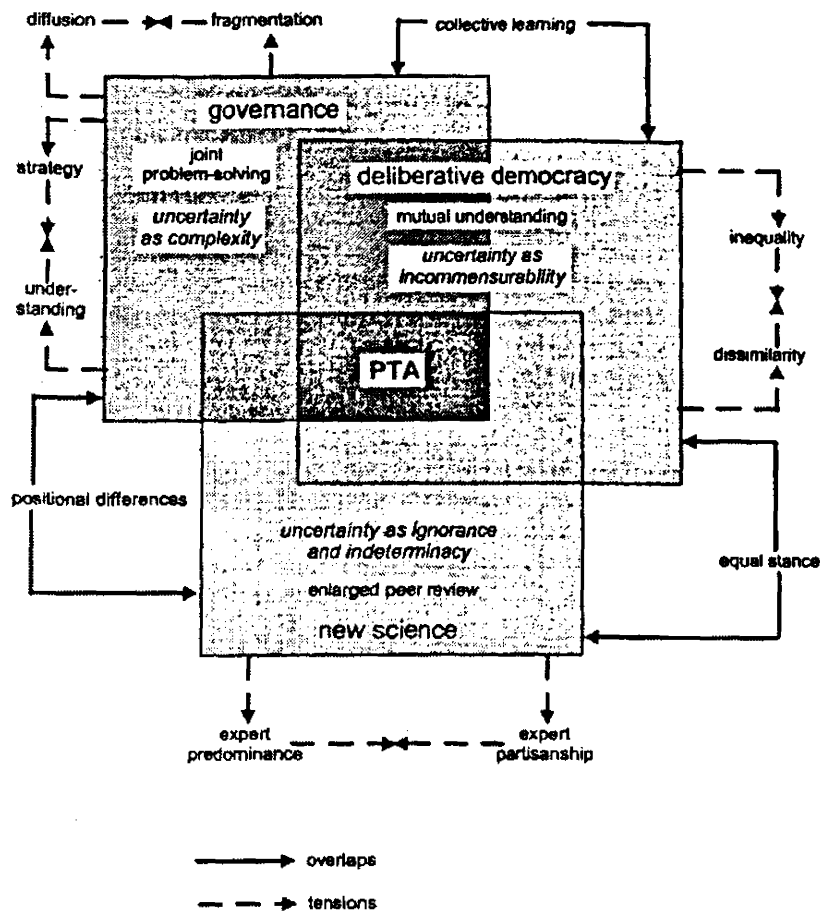 diffusion
fragmentation
collective learning
governance
strategy
joint
problem-solving
deliberative democracy
uncertainty
as complexity
mutual understanding
inequality
uncertainty as
incommensurability
under-
standing
PTA
dissimilarity
positional differences
uncertainty as ignorance
and indeterminacy
equal stance
enlarged peer review
new science
expert
predominance
expert
partisanship
overlaps
tensions